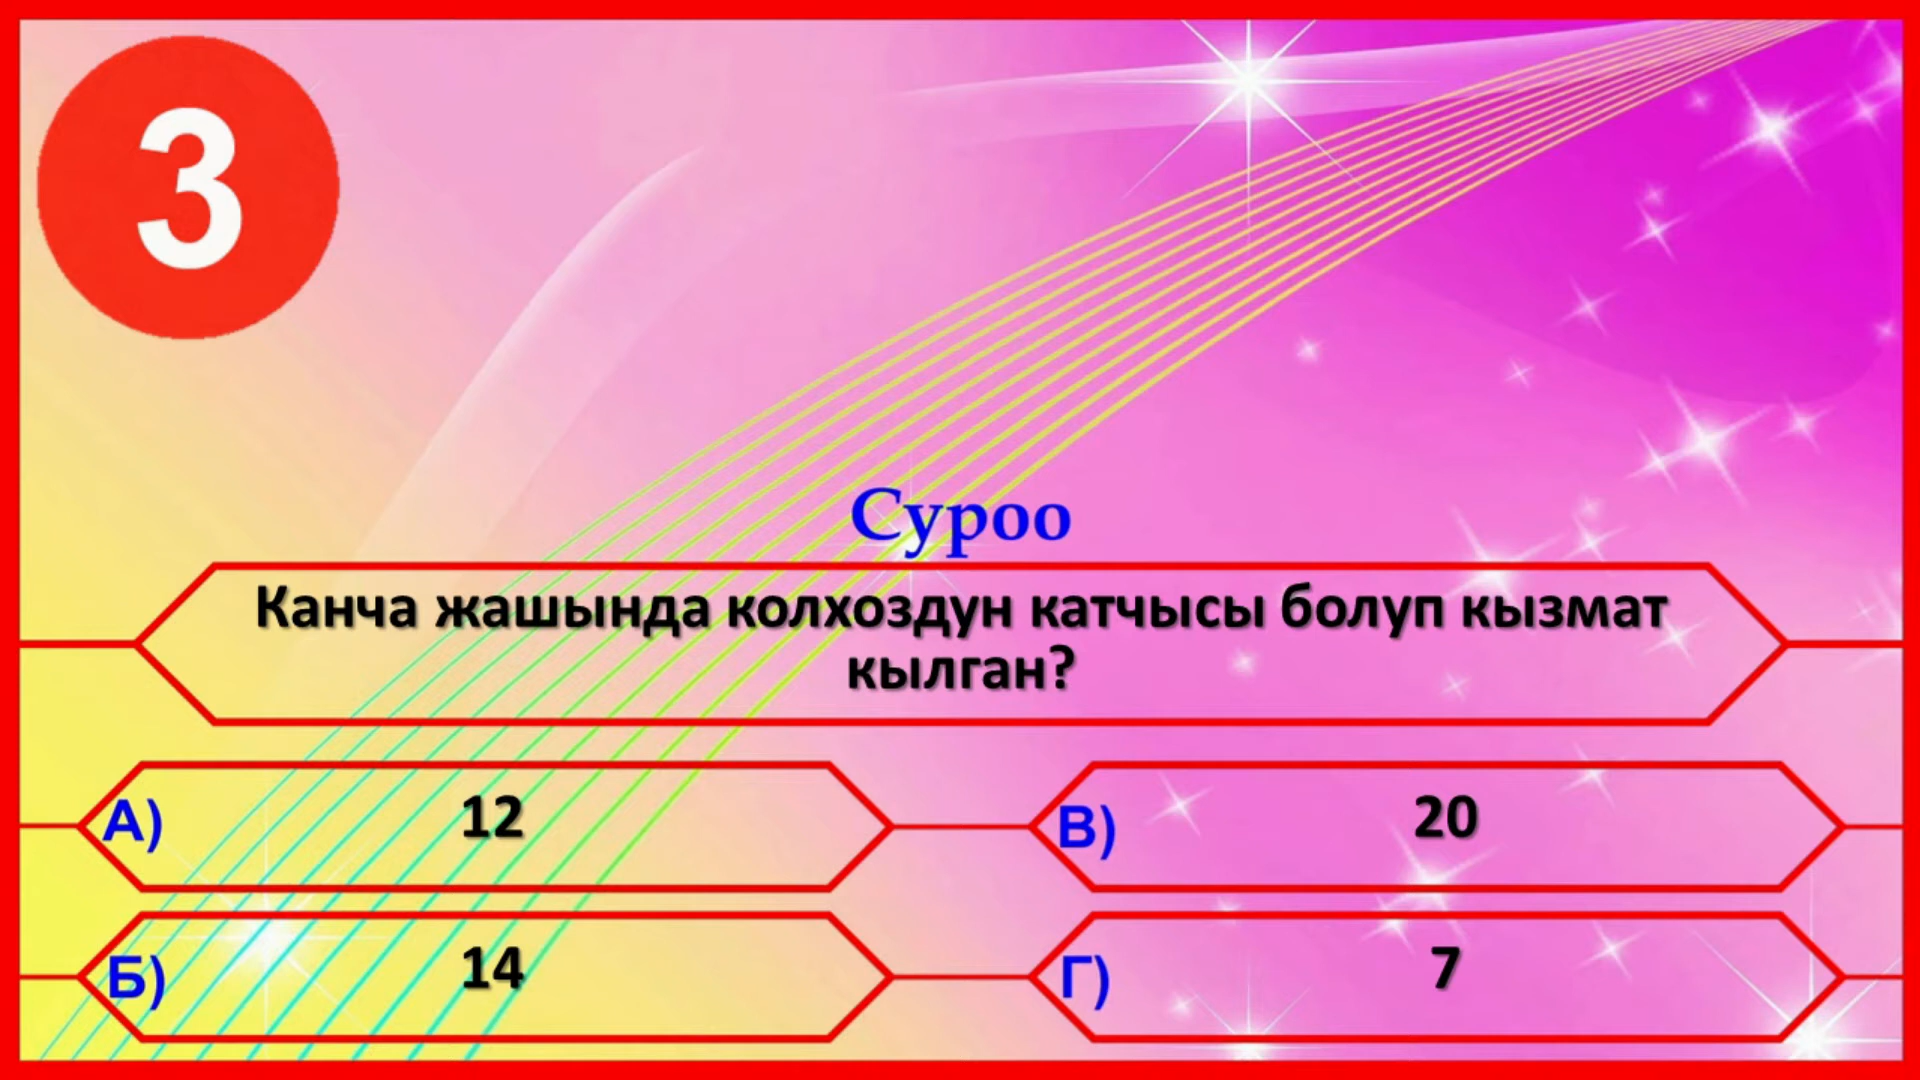 3
Суроо
Канча жашында колхоздун катчысы болуп кызмат
кылган?
А) 12
В) 20
Б) 14
Г) 7